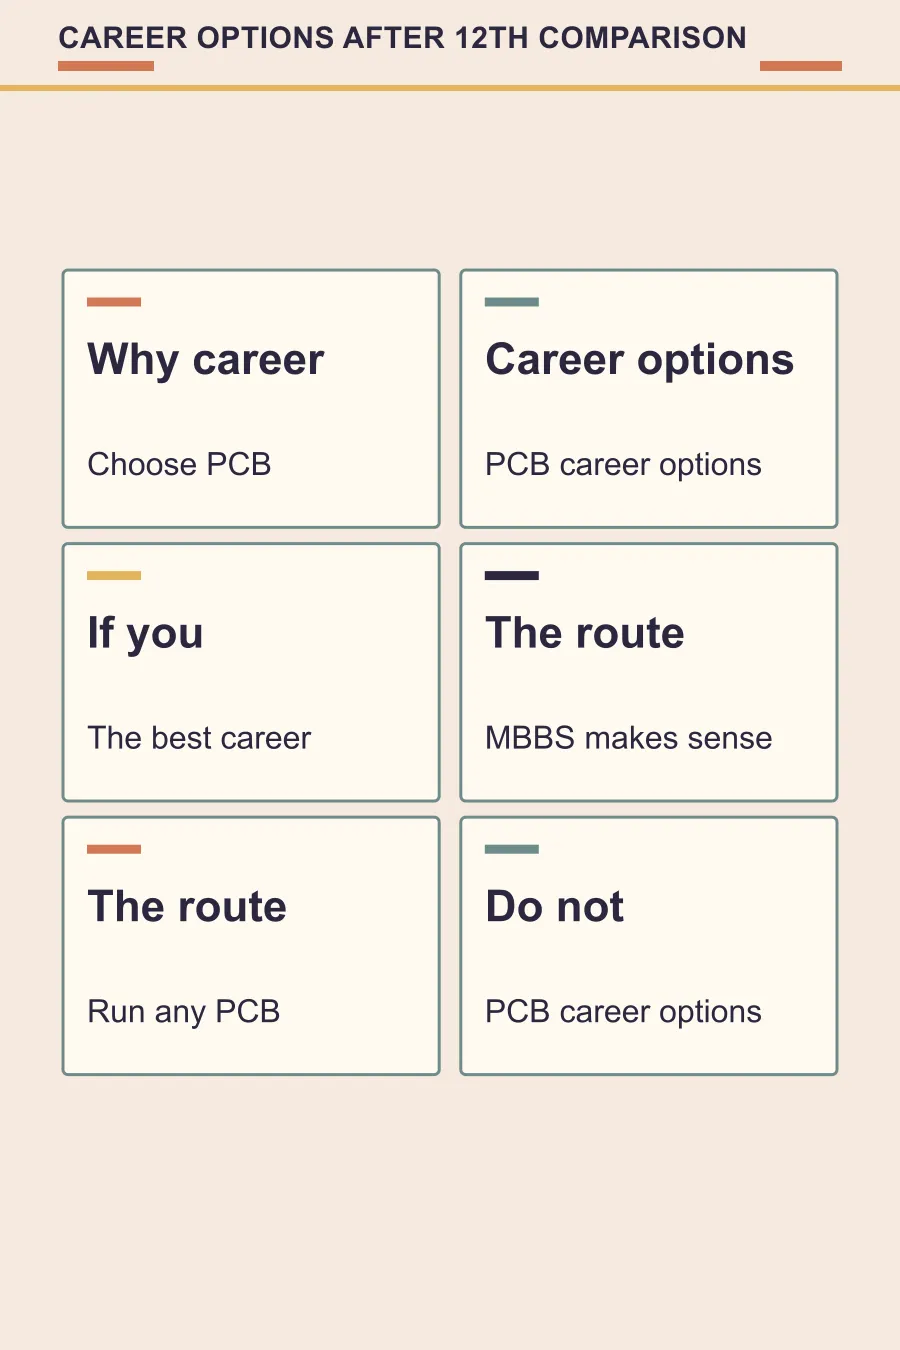 CAREER OPTIONS AFTER 12TH COMPARISON
Why career
Choose PCB
Career options
PCB career options
If you
The best career
The route
MBBS makes sense
The route
Run any PCB
Do not
PCB career options